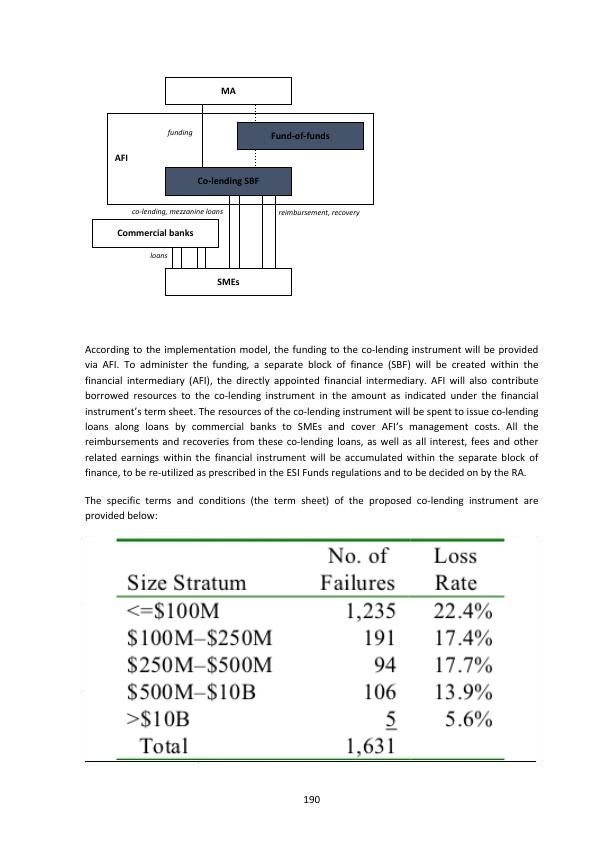 MA
funding
Fund-of-funds
AFI
Co-lending SBF
co-lending, mezzanine loans
reimbursement, recovery
Commercial banks
loans
SMEs
According to the implementation model, the funding to the co-lending instrument will be provided
via AFI. To administer the funding, a separate block of finance (SBF) will be created within the
financial intermediary (AFI), the directly appointed financial intermediary. AFI will also contribute
borrowed resources to the co-lending instrument in the amount as indicated under the financial
instrument's term sheet. The resources of the co-lending instrument will be spent to issue co-lending
loans along loans by commercial banks to SMEs and cover AFI's management costs. All the
reimbursements and recoveries from these co-lending loans, as well as all interest, fees and other
related earnings within the financial instrument will be accumulated within the separate block of
finance, to be re-utilized as prescribed in the ESI Funds regulations and to be decided on by the RA.
The specific terms and conditions (the term sheet) of the proposed co-lending instrument are
provided below:
No. of Loss
Size Stratum Failures Rate
<=$100M 1,235 22.4%
$100M–$250M 191 17.4%
$250M–$500M 94 17.7%
$500M–$10B 106 13.9%
>$10B 5 5.6%
Total 1,631
190